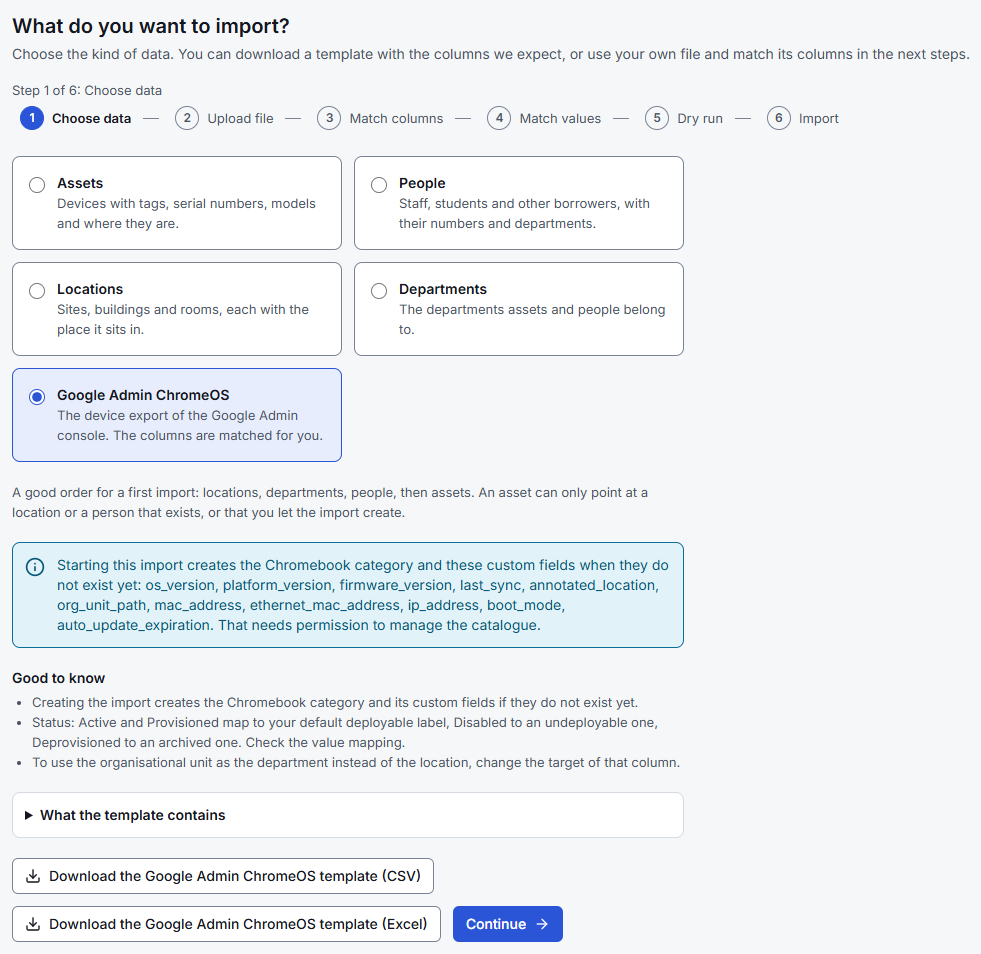 What do you want to import?
Choose the kind of data. You can download a template with the columns we expect, or use your own file and match its columns in the next steps.
Step 1 of 6: Choose data
1 Choose data — 2 Upload file — 3 Match columns — 4 Match values — 5 Dry run — 6 Import
Assets
Devices with tags, serial numbers, models
and where they are.
People
Staff, students and other borrowers, with
their numbers and departments.
Locations
Sites, buildings and rooms, each with the
place it sits in.
Departments
The departments assets and people belong
to.
Google Admin ChromeOS
The device export of the Google Admin
console. The columns are matched for you.
A good order for a first import: locations, departments, people, then assets. An asset can only point at a
location or a person that exists, or that you let the import create.
Starting this import creates the Chromebook category and these custom fields when they do
not exist yet: os_version, platform_version, firmware_version, last_sync, annotated_location,
org_unit_path, mac_address, ethernet_mac_address, ip_address, boot_mode,
auto_update_expiration. That needs permission to manage the catalogue.
Good to know
• Creating the import creates the Chromebook category and its custom fields if they do not exist yet.
• Status: Active and Provisioned map to your default deployable label, Disabled to an undeployable one,
Deprovisioned to an archived one. Check the value mapping.
• To use the organisational unit as the department instead of the location, change the target of that column.
What the template contains
Download the Google Admin ChromeOS template (CSV)
Download the Google Admin ChromeOS template (Excel)
Continue